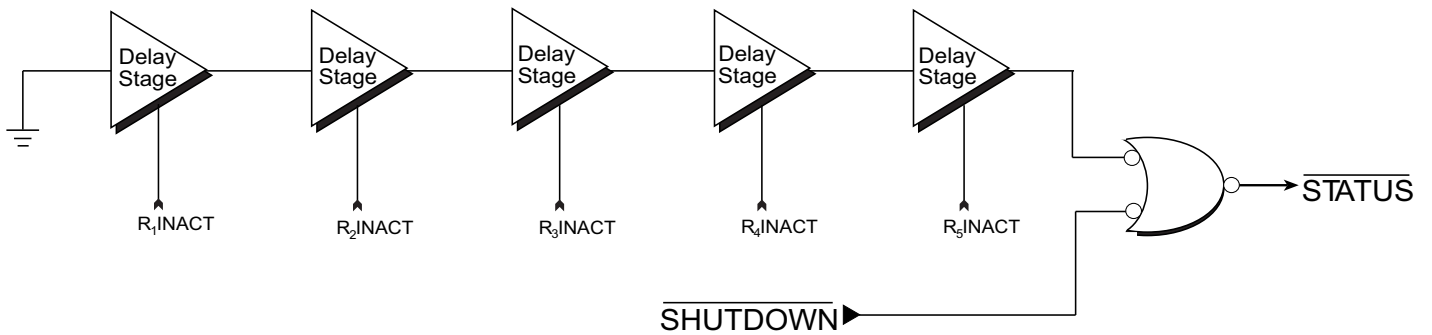 Delay
Stage
Delay
Stage
Delay
Stage
Delay
Stage
Delay
Stage
R₁INACT
R₂INACT
R₃INACT
R₄INACT
R₅INACT
STATUS
SHUTDOWN